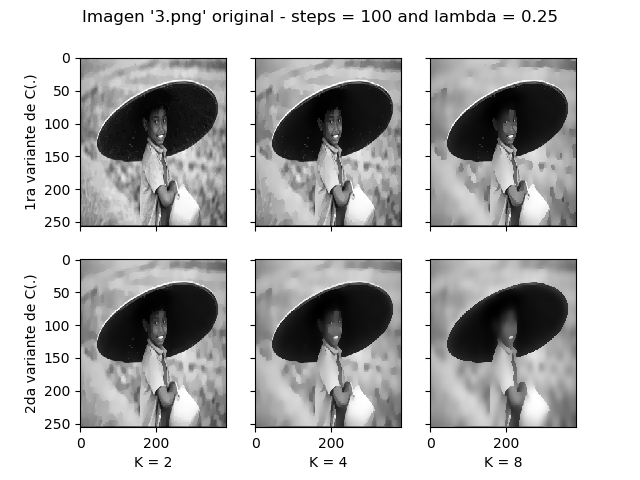 Imagen '3.png' original - steps = 100 and lambda = 0.25
1ra variante de C(.)
0
50
100
150
200
250
2da variante de C(.)
0
50
100
150
200
250
0 200
0 200
0 200
K = 2
K = 4
K = 8